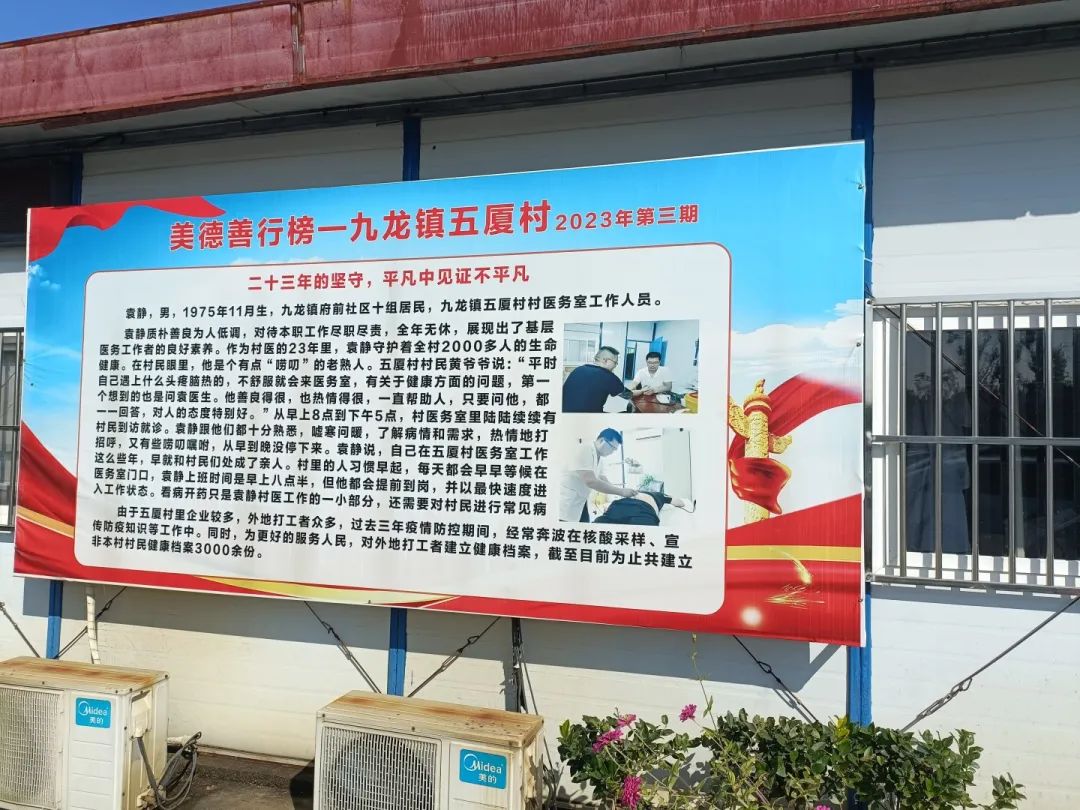 美德善行榜一九龙镇五厦村2023年第三期
二十三年的坚守，平凡中见证不平凡
袁静，男，1975年11月生，九龙镇府前社区十组居民，九龙镇五厦村村医务室工作人员。
袁静质朴善良为人低调，对待本职工作尽职尽责，全年无休，展现出了基层
医务工作者的良好素养。作为村医的23年里，袁静守护着全村2000多人的生命
健康。在村民眼里，他是个有点“唠叨”的老熟人。五厦村村民黄爷爷说：“平时
自己遇上什么头疼脑热的，不舒服就会来医务室，有关于健康方面的问题，第一
个想到的也是问袁医生。他善良得很，也热情得很，一直帮助人，只要问他，都
一一回答，对人的态度特别好。”从早上8点到下午5点，村医务室里陆陆续续有
村民到访就诊。袁静跟他们都十分熟悉，嘘寒问暖，了解病情和需求，热情地打
招呼，又有些唠叨嘱咐，从早到晚没停下来。袁静说，自己在五厦村医务室工作
这么些年，早就和村民们处成了亲人。村里的人习惯早起，每天都会早早等候在
医务室门口，袁静上班时间是早上八点半，但他都会提前到岗，并以最快速度进
入工作状态。看病开药只是袁静村医工作的一小部分，还需要对村民进行常见病
由于五厦村里企业较多，外地打工者众多，过去三年疫情防控期间，经常奔波在核酸采样、宣
传防疫知识等工作中。同时，为更好的服务人民，对外地打工者建立健康档案，截至目前为止共建立
非本村村民健康档案3000余份。
Midea
美的
Midea
美的